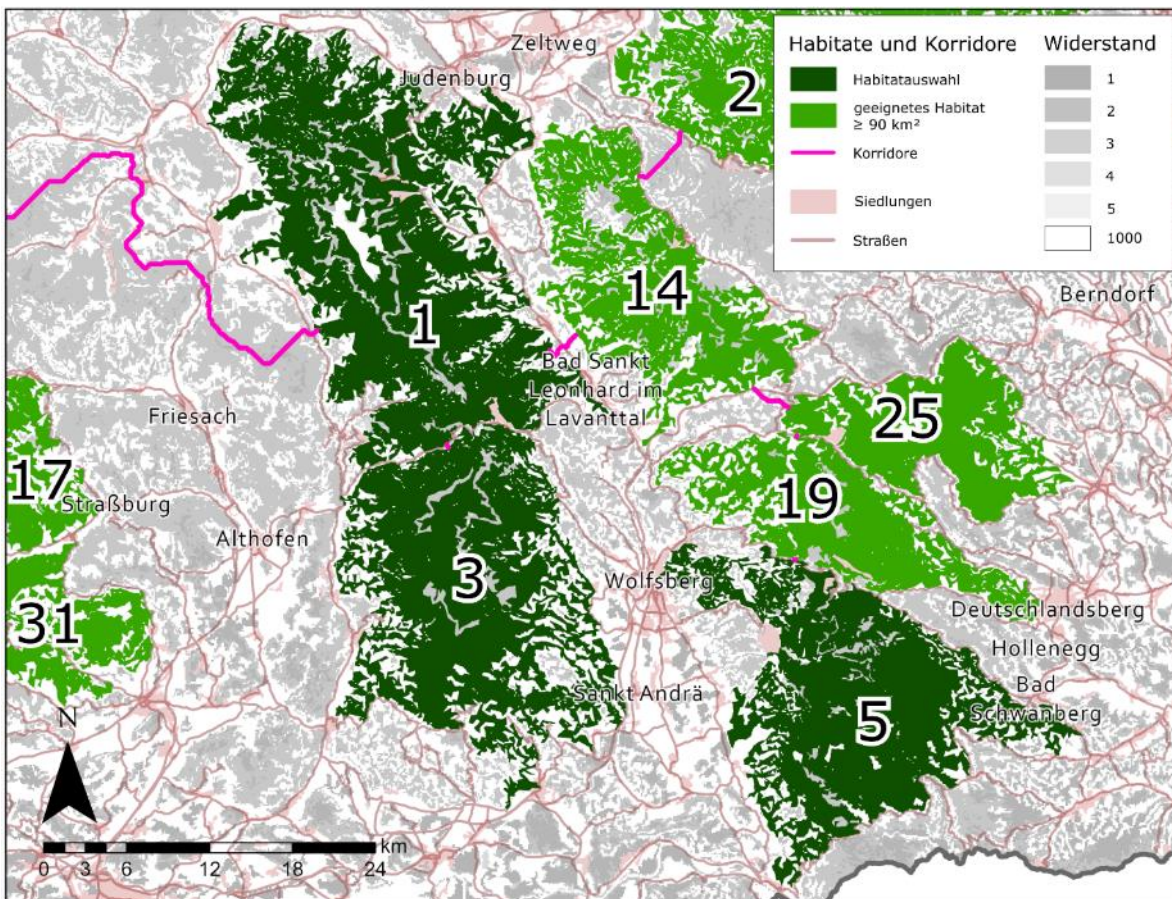 Habitate und Korridore
Widerstand
Habitatauswahl
geeignetes Habitat
≥ 90 km²
Korridore
Siedlungen
Straßen
1
2
3
4
5
1000
Zeltweg
Judenburg
2
14
1
Berndorf
Bad Sankt
Leonhard im
Lavanttal
Friesach
25
17
Straßburg
19
Althofen
3
Wolfsberg
31
Deutschlandsberg
Hollenegg
Sankt Andrä
Bad
Schwanberg
5
N
km
0 3 6 12 18 24